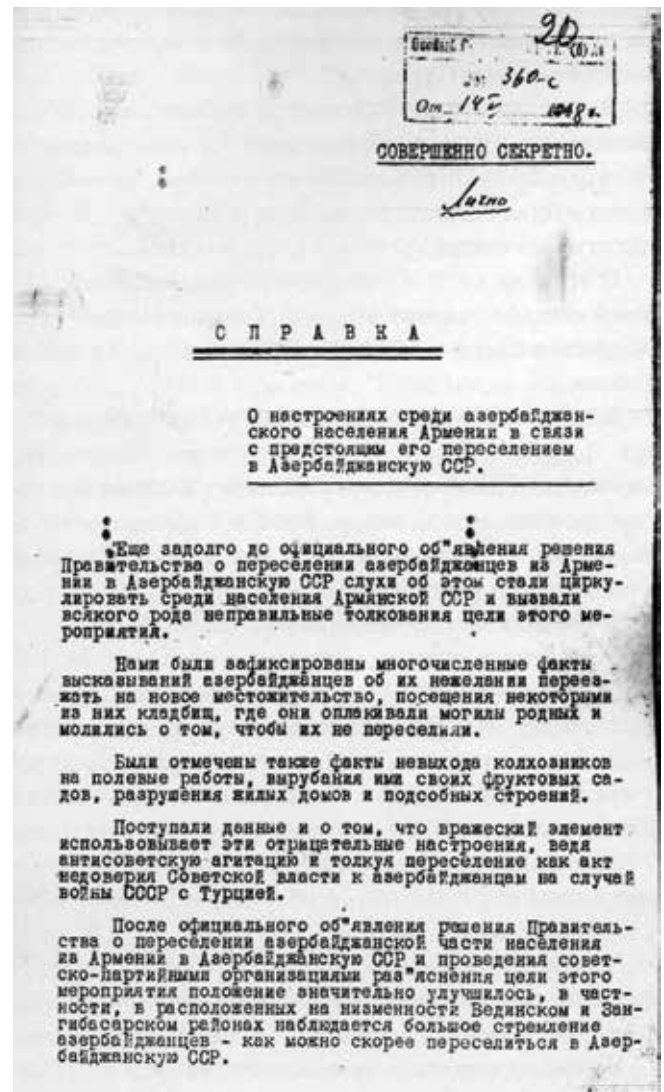 20
360-с
От 14 V 1948 г.
СОВЕРШЕННО СЕКРЕТНО.
Лично
СПРАВКА
О настроениях среди азербайджан-
ского населения Армении в связи
с предстоящим его переселением
в Азербайджанскую ССР.
Еще задолго до официального об"явления решения
Правительства о переселении азербайджанцев из Арме-
нии в Азербайджанскую ССР слухи об этом стали цирку-
лировать среди населения Армянской ССР и вызвали
всякого рода неправильные толкования цели этого ме-
роприятия.
Нами были зафиксированы многочисленные факты
высказываний азербайджанцев об их нежелании переез-
жать на новое местожительство, посещения некоторыми
из них кладбищ, где они оплакивали могилы родных и
молились о том, чтобы их не переселяли.
Были отмечены также факты невыхода колхозников
на полевые работы, вырубания ими своих фруктовых са-
дов, разрушения жилых домов и подсобных строений.
Поступали данные и о том, что вражеский элемент
использовывает эти отрицательные настроения, ведя
антисоветскую агитацию и толкуя переселение как акт
недоверия Советской власти к азербайджанцам на случай
войны СССР с Турцией.
После официального об"явления решения Правитель-
ства о переселении азербайджанской части населения
из Армении в Азербайджанскую ССР и проведения совет-
ско-партийными организациями раз"яснения цели этого
мероприятия положение значительно улучшилось, в част-
ности, в расположенных на низменности Вединском и Зан-
гибасарском районах наблюдается большое стремление
азербайджанцев - как можно скорее переселиться в Азер-
байджанскую ССР.